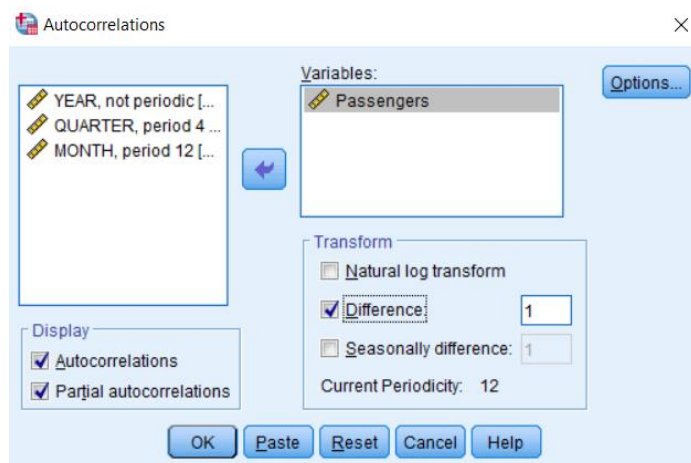 Autocorrelations
Variables:
YEAR, not periodic [...
QUARTER, period 4 ...
MONTH, period 12 [...
Passengers
Options...
Transform
Natural log transform
Difference: 1
Seasonally difference: 1
Current Periodicity: 12
Display
Autocorrelations
Partial autocorrelations
OK Paste Reset Cancel Help